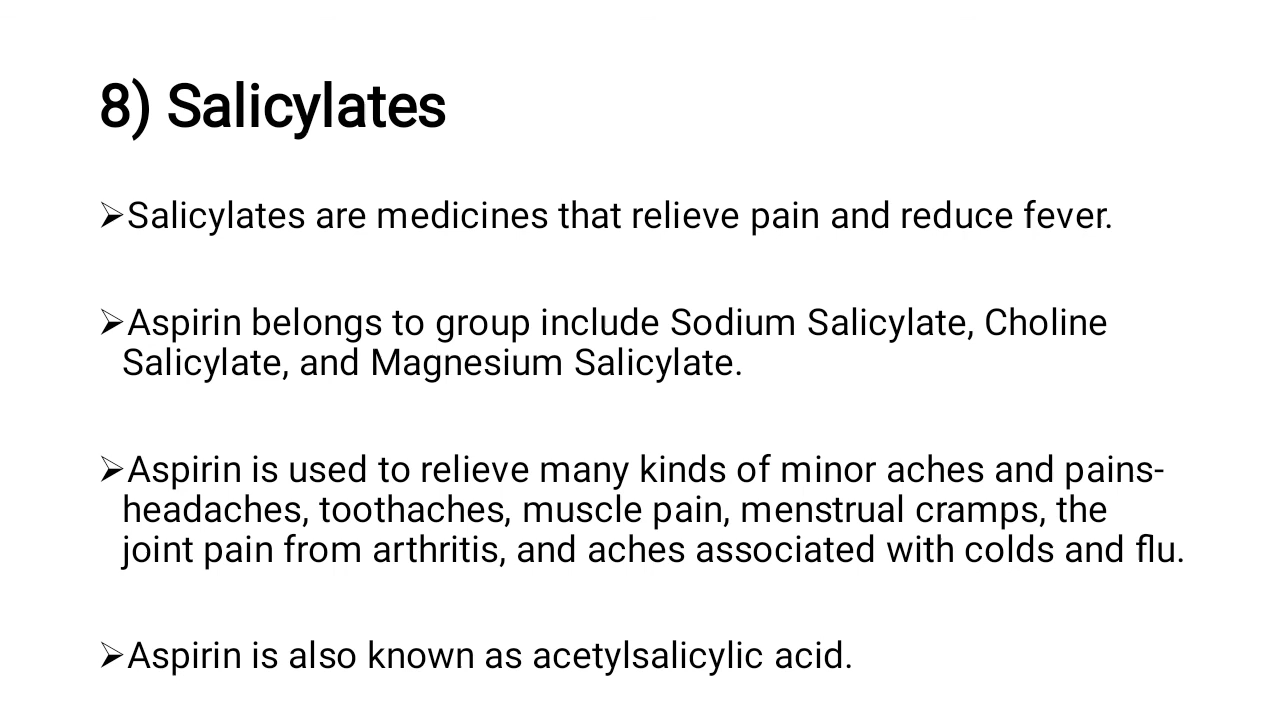 8) Salicylates
➢Salicylates are medicines that relieve pain and reduce fever.
➢Aspirin belongs to group include Sodium Salicylate, Choline
Salicylate, and Magnesium Salicylate.
➢Aspirin is used to relieve many kinds of minor aches and pains-
headaches, toothaches, muscle pain, menstrual cramps, the
joint pain from arthritis, and aches associated with colds and flu.
➢Aspirin is also known as acetylsalicylic acid.